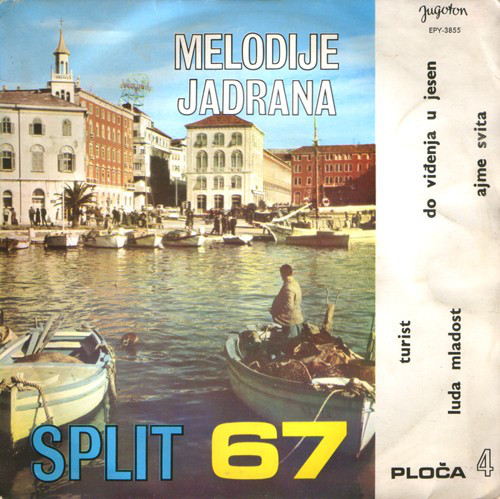 Jugoton
EPY-3855
MELODIJE
JADRANA
do viđenja u jesen
ajme svita
turist
luda mladost
SPLIT 67
PLOČA 4